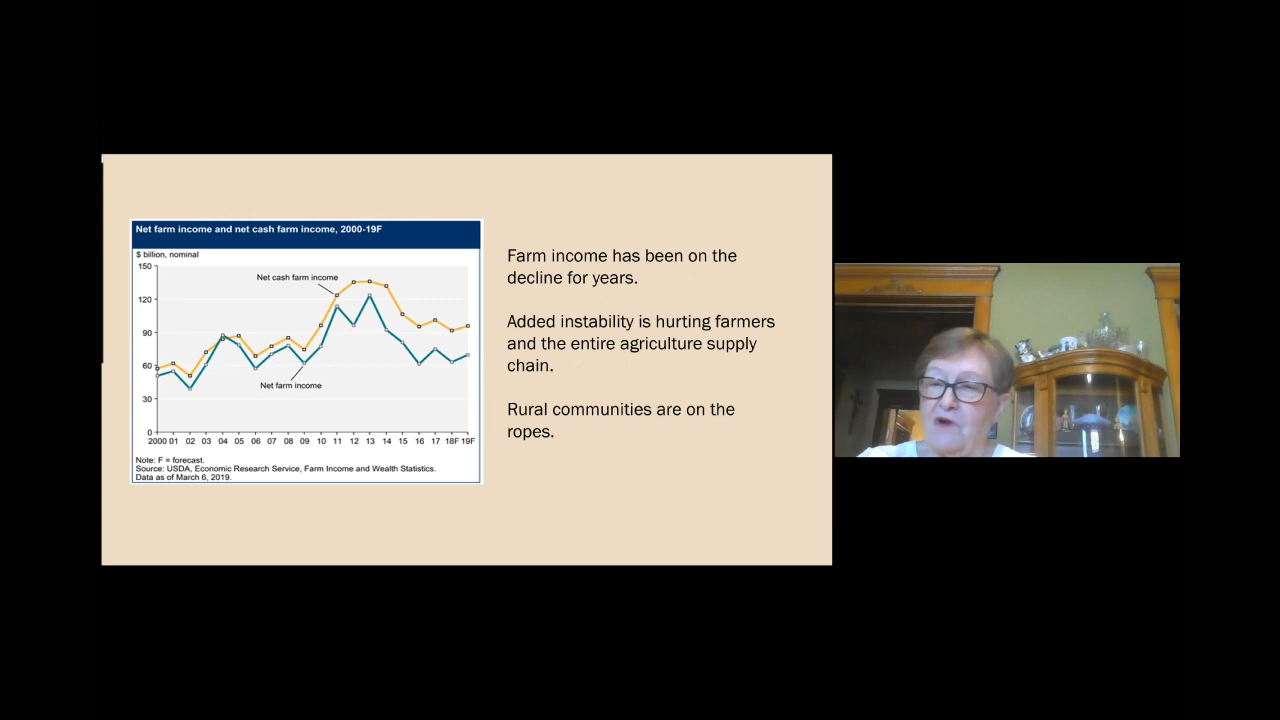 Net farm income and net cash farm income, 2000-19F
$ billion, nominal
150
120
90
60
30
0
Net cash farm income
Net farm income
2000 01 02 03 04 05 06 07 08 09 10 11 12 13 14 15 16 17 18F 19F
Note: F = forecast.
Source: USDA, Economic Research Service, Farm Income and Wealth Statistics.
Data as of March 6, 2019.
Farm income has been on the
decline for years.
Added instability is hurting farmers
and the entire agriculture supply
chain.
Rural communities are on the
ropes.